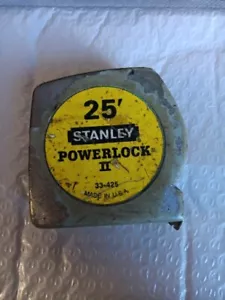 25'
STANLEY
POWERLOCK
II
33-425
MADE IN U.S.A.